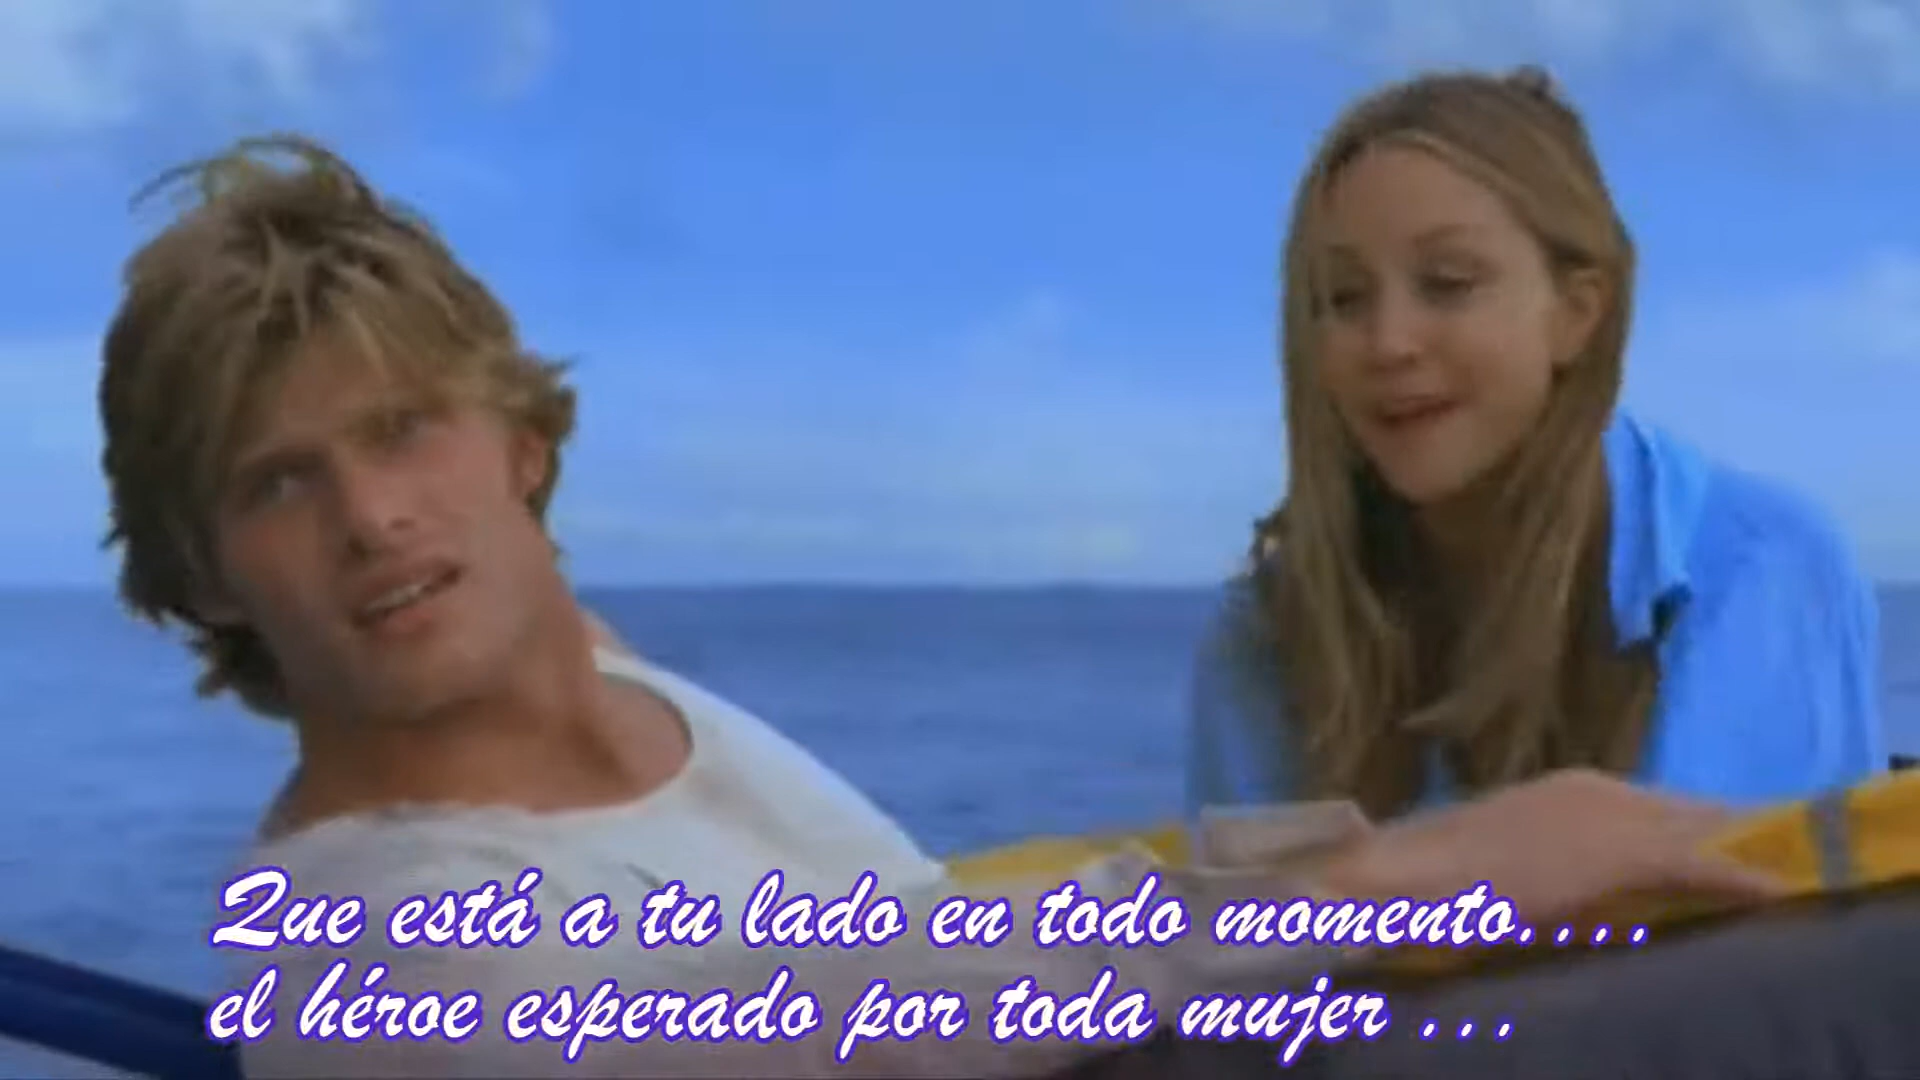 Que está a tu lado en todo momento....
el héroe esperado por toda mujer ...